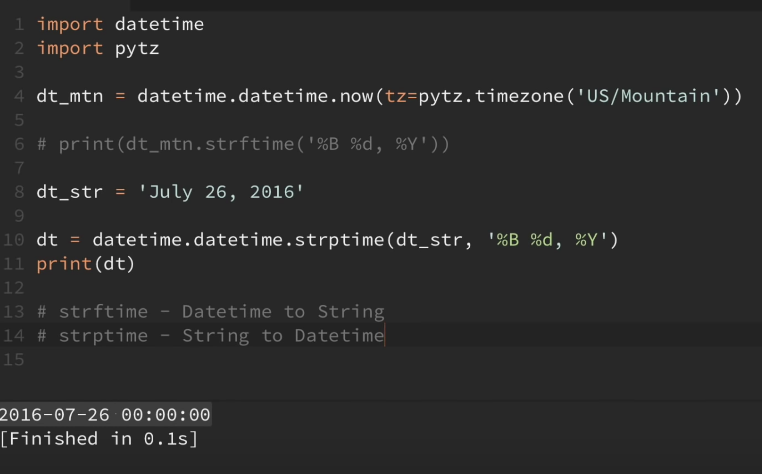 1 import datetime
2 import pytz
3
4 dt_mtn = datetime.datetime.now(tz=pytz.timezone('US/Mountain'))
5
6 # print(dt_mtn.strftime('%B %d, %Y'))
7
8 dt_str = 'July 26, 2016'
9
10 dt = datetime.datetime.strptime(dt_str, '%B %d, %Y')
11 print(dt)
12
13 # strftime - Datetime to String
14 # strptime - String to Datetime
15
2016-07-26 00:00:00
[Finished in 0.1s]